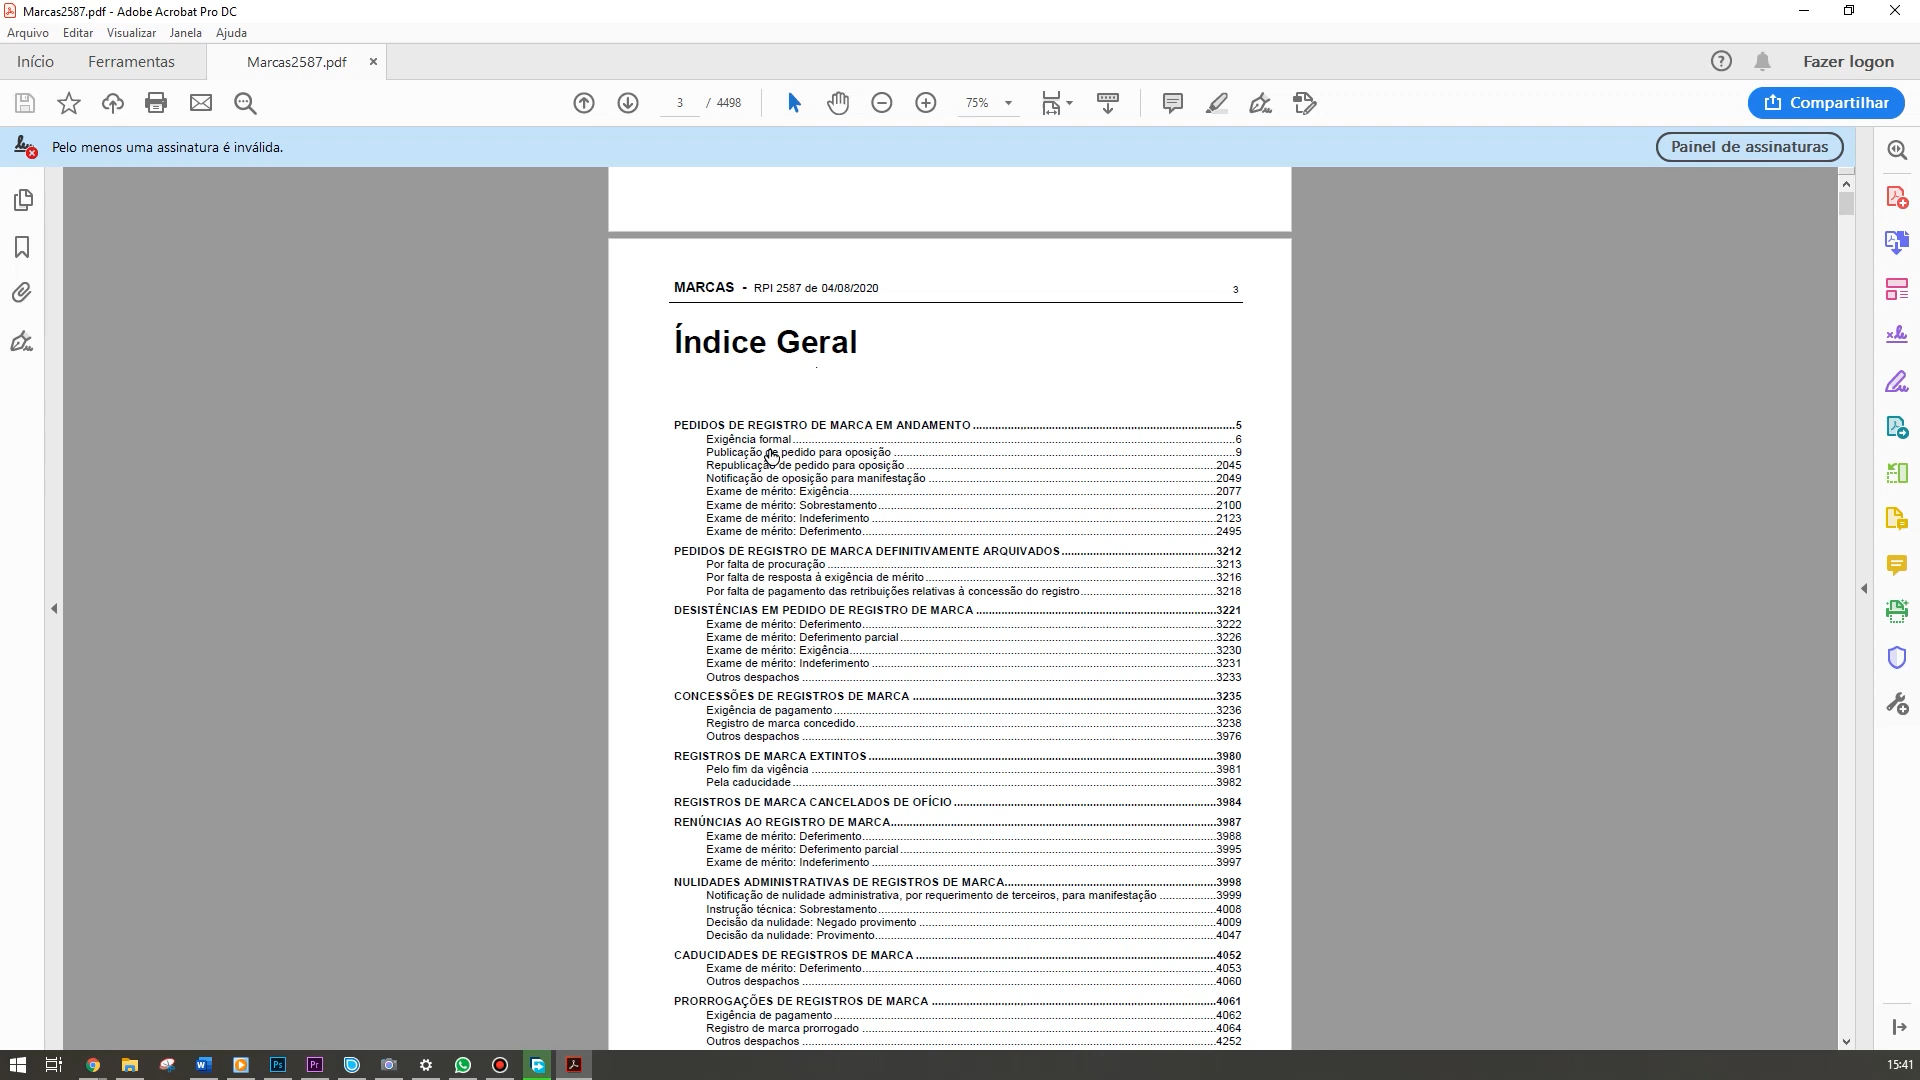 Marcas2587.pdf - Adobe Acrobat Pro DC
Arquivo Editar Visualizar Janela Ajuda
Início Ferramentas Marcas2587.pdf × Fazer logon
3 / 4498 75% Compartilhar
Pelo menos uma assinatura é inválida. Painel de assinaturas
MARCAS - RPI 2587 de 04/08/2020 3
Índice Geral
PEDIDOS DE REGISTRO DE MARCA EM ANDAMENTO 5
Exigência formal 6
Publicação de pedido para oposição 9
Republicação de pedido para oposição 2045
Notificação de oposição para manifestação 2049
Exame de mérito: Exigência 2077
Exame de mérito: Sobrestamento 2100
Exame de mérito: Indeferimento 2123
Exame de mérito: Deferimento 2495
PEDIDOS DE REGISTRO DE MARCA DEFINITIVAMENTE ARQUIVADOS 3212
Por falta de procuração 3213
Por falta de resposta à exigência de mérito 3216
Por falta de pagamento das retribuições relativas à concessão do registro 3218
DESISTÊNCIAS EM PEDIDO DE REGISTRO DE MARCA 3221
Exame de mérito: Deferimento 3222
Exame de mérito: Deferimento parcial 3226
Exame de mérito: Exigência 3230
Exame de mérito: Indeferimento 3231
Outros despachos 3233
CONCESSÕES DE REGISTROS DE MARCA 3235
Exigência de pagamento 3236
Registro de marca concedido 3238
Outros despachos 3976
REGISTROS DE MARCA EXTINTOS 3980
Pelo fim da vigência 3981
Pela caducidade 3982
REGISTROS DE MARCA CANCELADOS DE OFÍCIO 3984
RENÚNCIAS AO REGISTRO DE MARCA 3987
Exame de mérito: Deferimento 3988
Exame de mérito: Deferimento parcial 3995
Exame de mérito: Indeferimento 3997
NULIDADES ADMINISTRATIVAS DE REGISTROS DE MARCA 3998
Notificação de nulidade administrativa, por requerimento de terceiros, para manifestação 3999
Instrução técnica: Sobrestamento 4008
Decisão da nulidade: Negado provimento 4009
Decisão da nulidade: Provimento 4047
CADUCIDADES DE REGISTROS DE MARCA 4052
Exame de mérito: Deferimento 4053
Outros despachos 4060
PRORROGAÇÕES DE REGISTROS DE MARCA 4061
Exigência de pagamento 4062
Registro de marca prorrogado 4064
Outros despachos 4252
15:41